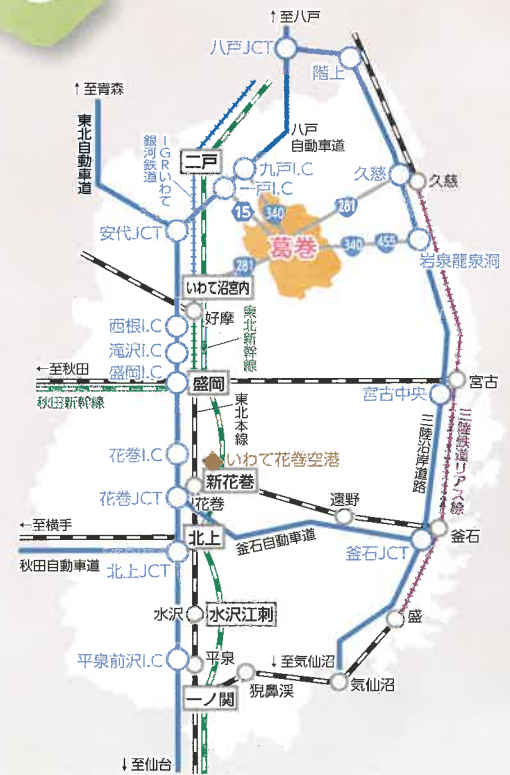 ↑至八戸
八戸JCT
階上
↑至青森
東北自動車道
IGRいわて
銀河鉄道
八戸
自動車道
二戸
九戸I.C
一戸I.C
久慈
久慈
15
340
281
安代JCT
葛巻
340
455
岩泉龍泉洞
281
いわて沼宮内
好摩
西根I.C
滝沢I.C
東北新幹線
←至秋田
盛岡I.C
盛岡
宮古
秋田新幹線
宮古中央
東北本線
三陸沿岸道路
三陸鉄道リアス線
花巻I.C
いわて花巻空港
新花巻
花巻JCT
花巻
遠野
←至横手
北上
釜石自動車道
釜石
釜石JCT
秋田自動車道
北上JCT
水沢
水沢江刺
盛
平泉前沢I.C
平泉
↓至気仙沼
猊鼻渓
気仙沼
一ノ関
↓至仙台